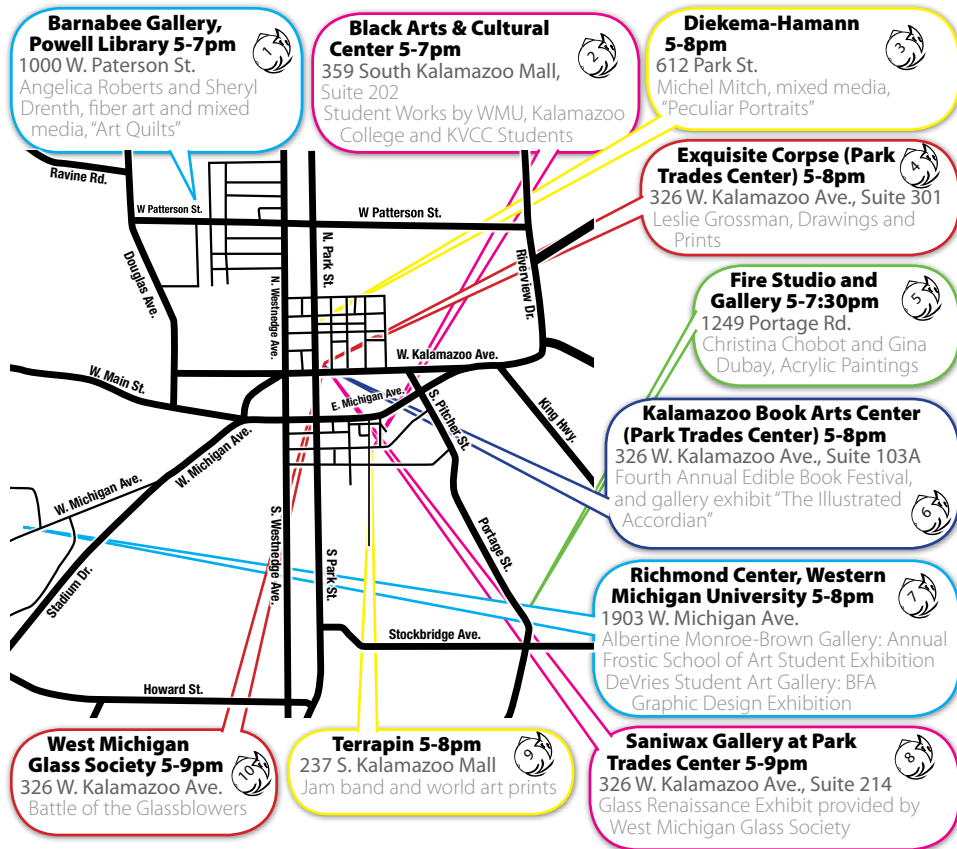 Barnabee Gallery,
Powell Library 5-7pm
1
1000 W. Paterson St.
Angelica Roberts and Sheryl
Drenth, fiber art and mixed
media, “Art Quilts”
Black Arts & Cultural
Center 5-7pm
2
359 South Kalamazoo Mall,
Suite 202
Student Works by WMU, Kalamazoo
College and KVCC Students
Diekema-Hamann
5-8pm
3
612 Park St.
Michel Mitch, mixed media,
“Peculiar Portraits”
Exquisite Corpse (Park
Trades Center) 5-8pm
4
326 W. Kalamazoo Ave., Suite 301
Leslie Grossman, Drawings and
Prints
Fire Studio and
Gallery 5-7:30pm
5
1249 Portage Rd.
Christina Chobot and Gina
Dubay, Acrylic Paintings
Kalamazoo Book Arts Center
(Park Trades Center) 5-8pm
326 W. Kalamazoo Ave., Suite 103A
Fourth Annual Edible Book Festival,
and gallery exhibit “The Illustrated
Accordian”
6
Richmond Center, Western
Michigan University 5-8pm
7
1903 W. Michigan Ave.
Albertine Monroe-Brown Gallery: Annual
Frostic School of Art Student Exhibition
DeVries Student Art Gallery: BFA
Graphic Design Exhibition
Saniwax Gallery at Park
Trades Center 5-9pm
8
326 W. Kalamazoo Ave., Suite 214
Glass Renaissance Exhibit provided by
West Michigan Glass Society
Terrapin 5-8pm
9
237 S. Kalamazoo Mall
Jam band and world art prints
West Michigan
Glass Society 5-9pm
10
326 W. Kalamazoo Ave.
Battle of the Glassblowers
Ravine Rd.
W Patterson St.
W Patterson St.
Douglas Ave.
N. Westnedge Ave.
N. Park St.
Riverview Dr.
W. Kalamazoo Ave.
W. Main St.
E. Michigan Ave.
S. Pitcher St.
King Hwy.
W. Michigan Ave.
W. Michigan Ave.
Stadium Dr.
S. Westnedge Ave.
S Park St.
Portage St.
Stockbridge Ave.
Howard St.